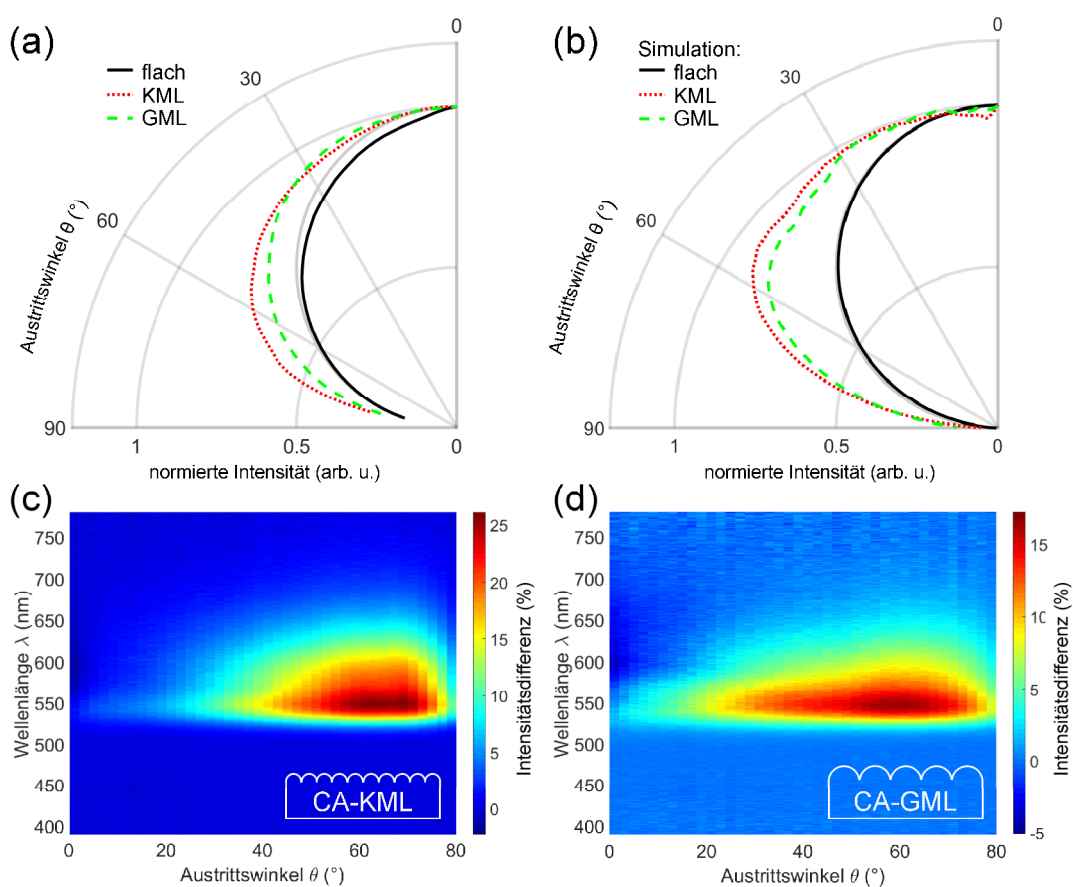 (a)
flach
KML
GML
0
30
60
90
Austrittswinkel θ (°)
1
0.5
0
normierte Intensität (arb. u.)
(b)
Simulation:
flach
KML
GML
0
30
60
90
Austrittswinkel θ (°)
1
0.5
0
normierte Intensität (arb. u.)
(c)
750
700
650
600
550
500
450
400
Wellenlänge λ (nm)
CA-KML
0
20
40
60
80
Austrittswinkel θ (°)
25
20
15
10
5
0
Intensitätsdifferenz (%)
(d)
750
700
650
600
550
500
450
400
Wellenlänge λ (nm)
CA-GML
0
20
40
60
80
Austrittswinkel θ (°)
15
10
5
0
-5
Intensitätsdifferenz (%)